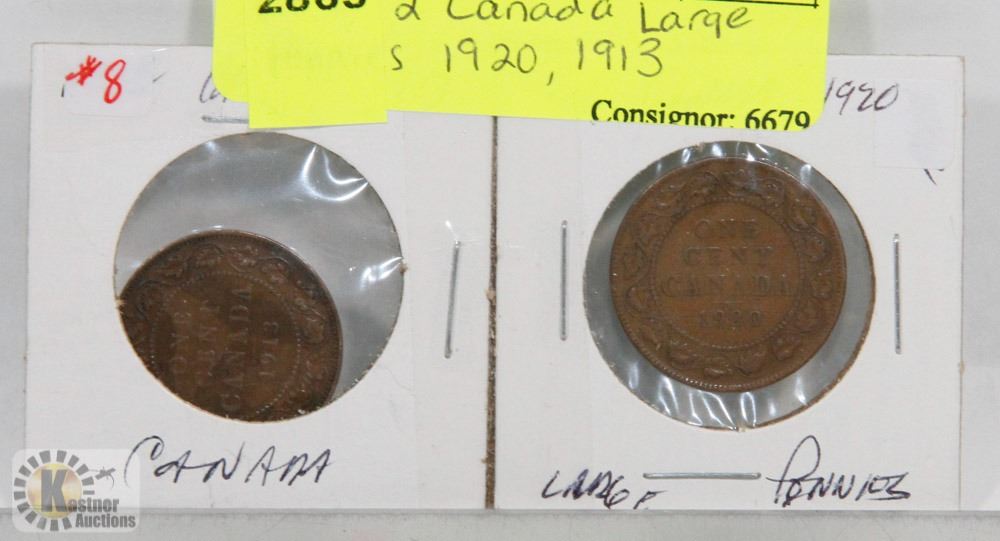 2 Canada Large
s 1920, 1913
Consignor: 6679
#8
1920
ONE
CENT
CANADA
1913
ONE
CENT
CANADA
1920
CANADA
LARGE
PENNIES
Kastner
Auctions